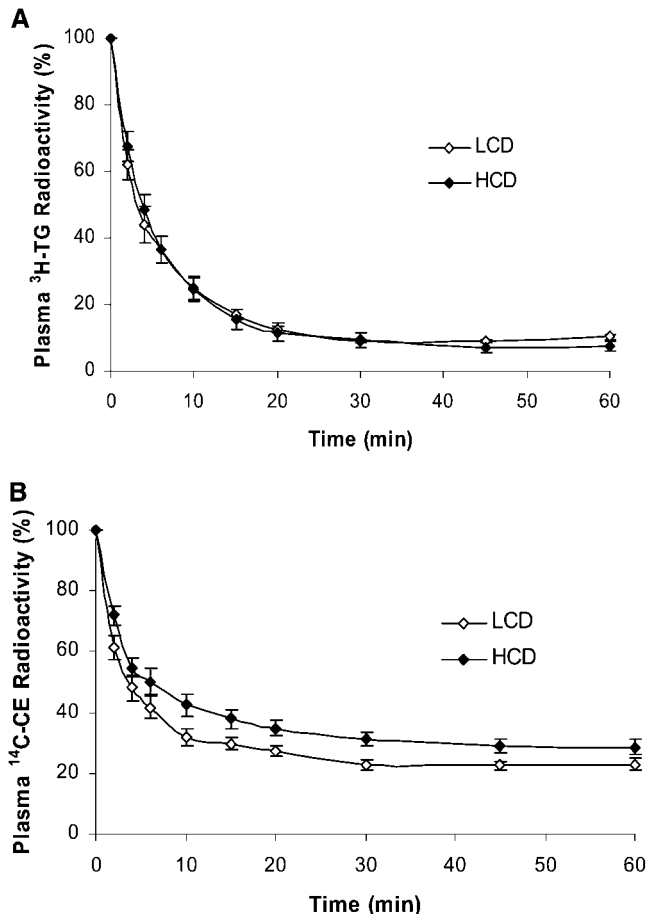 A
Plasma ³H-TG Radioactivity (%)
100
80
60
40
20
0
LCD
HCD
0 10 20 30 40 50 60
Time (min)
B
Plasma ¹⁴C-CE Radioactivity (%)
100
80
60
40
20
0
LCD
HCD
0 10 20 30 40 50 60
Time (min)